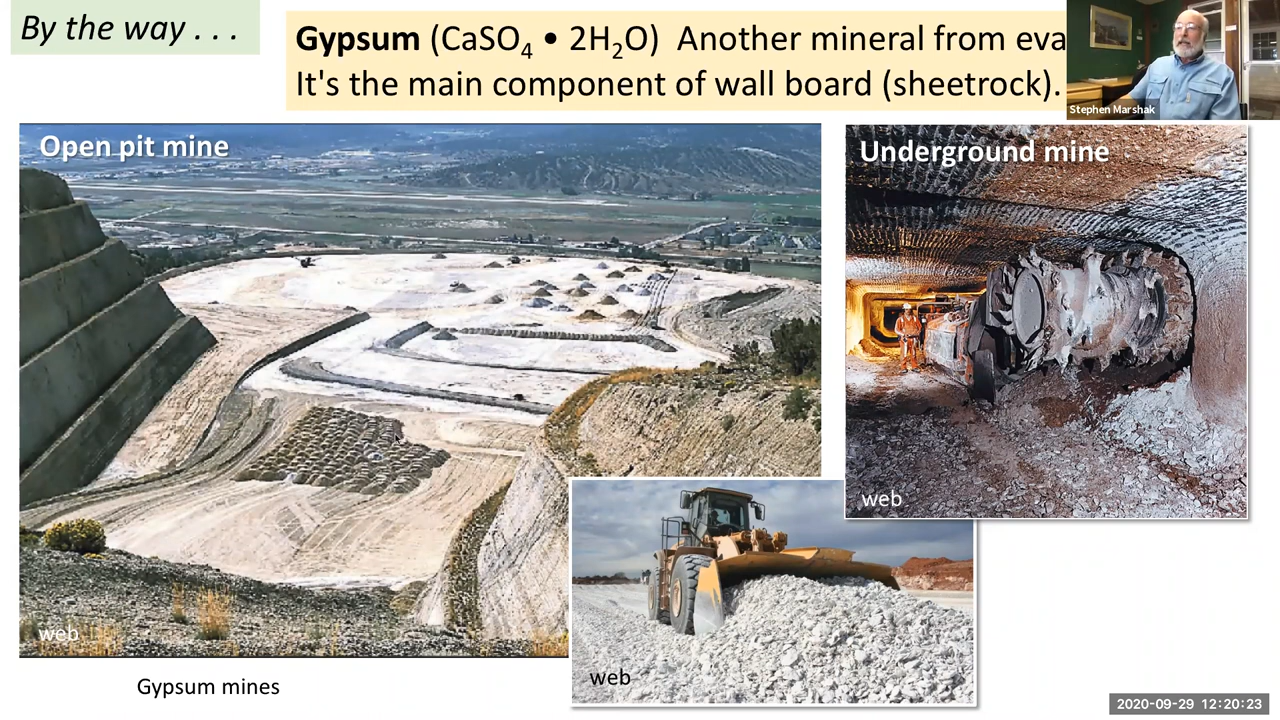 By the way . . .
Gypsum (CaSO₄ • 2H₂O) Another mineral from eva
It's the main component of wall board (sheetrock).
Stephen Marshak
Open pit mine
Underground mine
web
web
web
Gypsum mines
2020-09-29 12:20:23